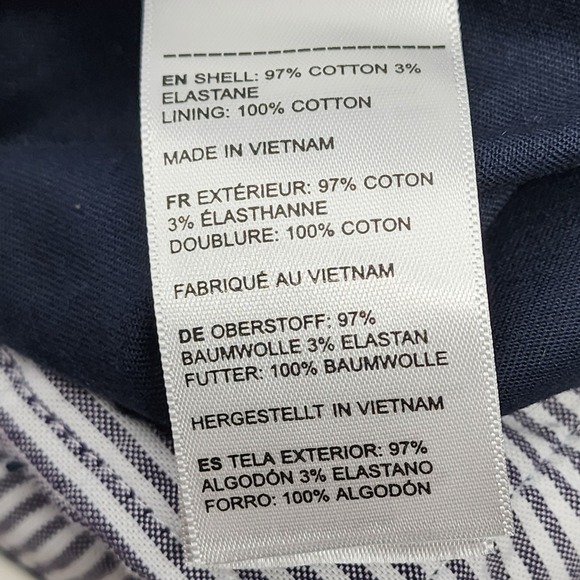 EN SHELL: 97% COTTON 3%
ELASTANE
LINING: 100% COTTON
MADE IN VIETNAM
FR EXTÉRIEUR: 97% COTON
3% ÉLASTHANNE
DOUBLURE: 100% COTON
FABRIQUÉ AU VIETNAM
DE OBERSTOFF: 97%
BAUMWOLLE 3% ELASTAN
FUTTER: 100% BAUMWOLLE
HERGESTELLT IN VIETNAM
ES TELA EXTERIOR: 97%
ALGODÓN 3% ELASTANO
FORRO: 100% ALGODÓN